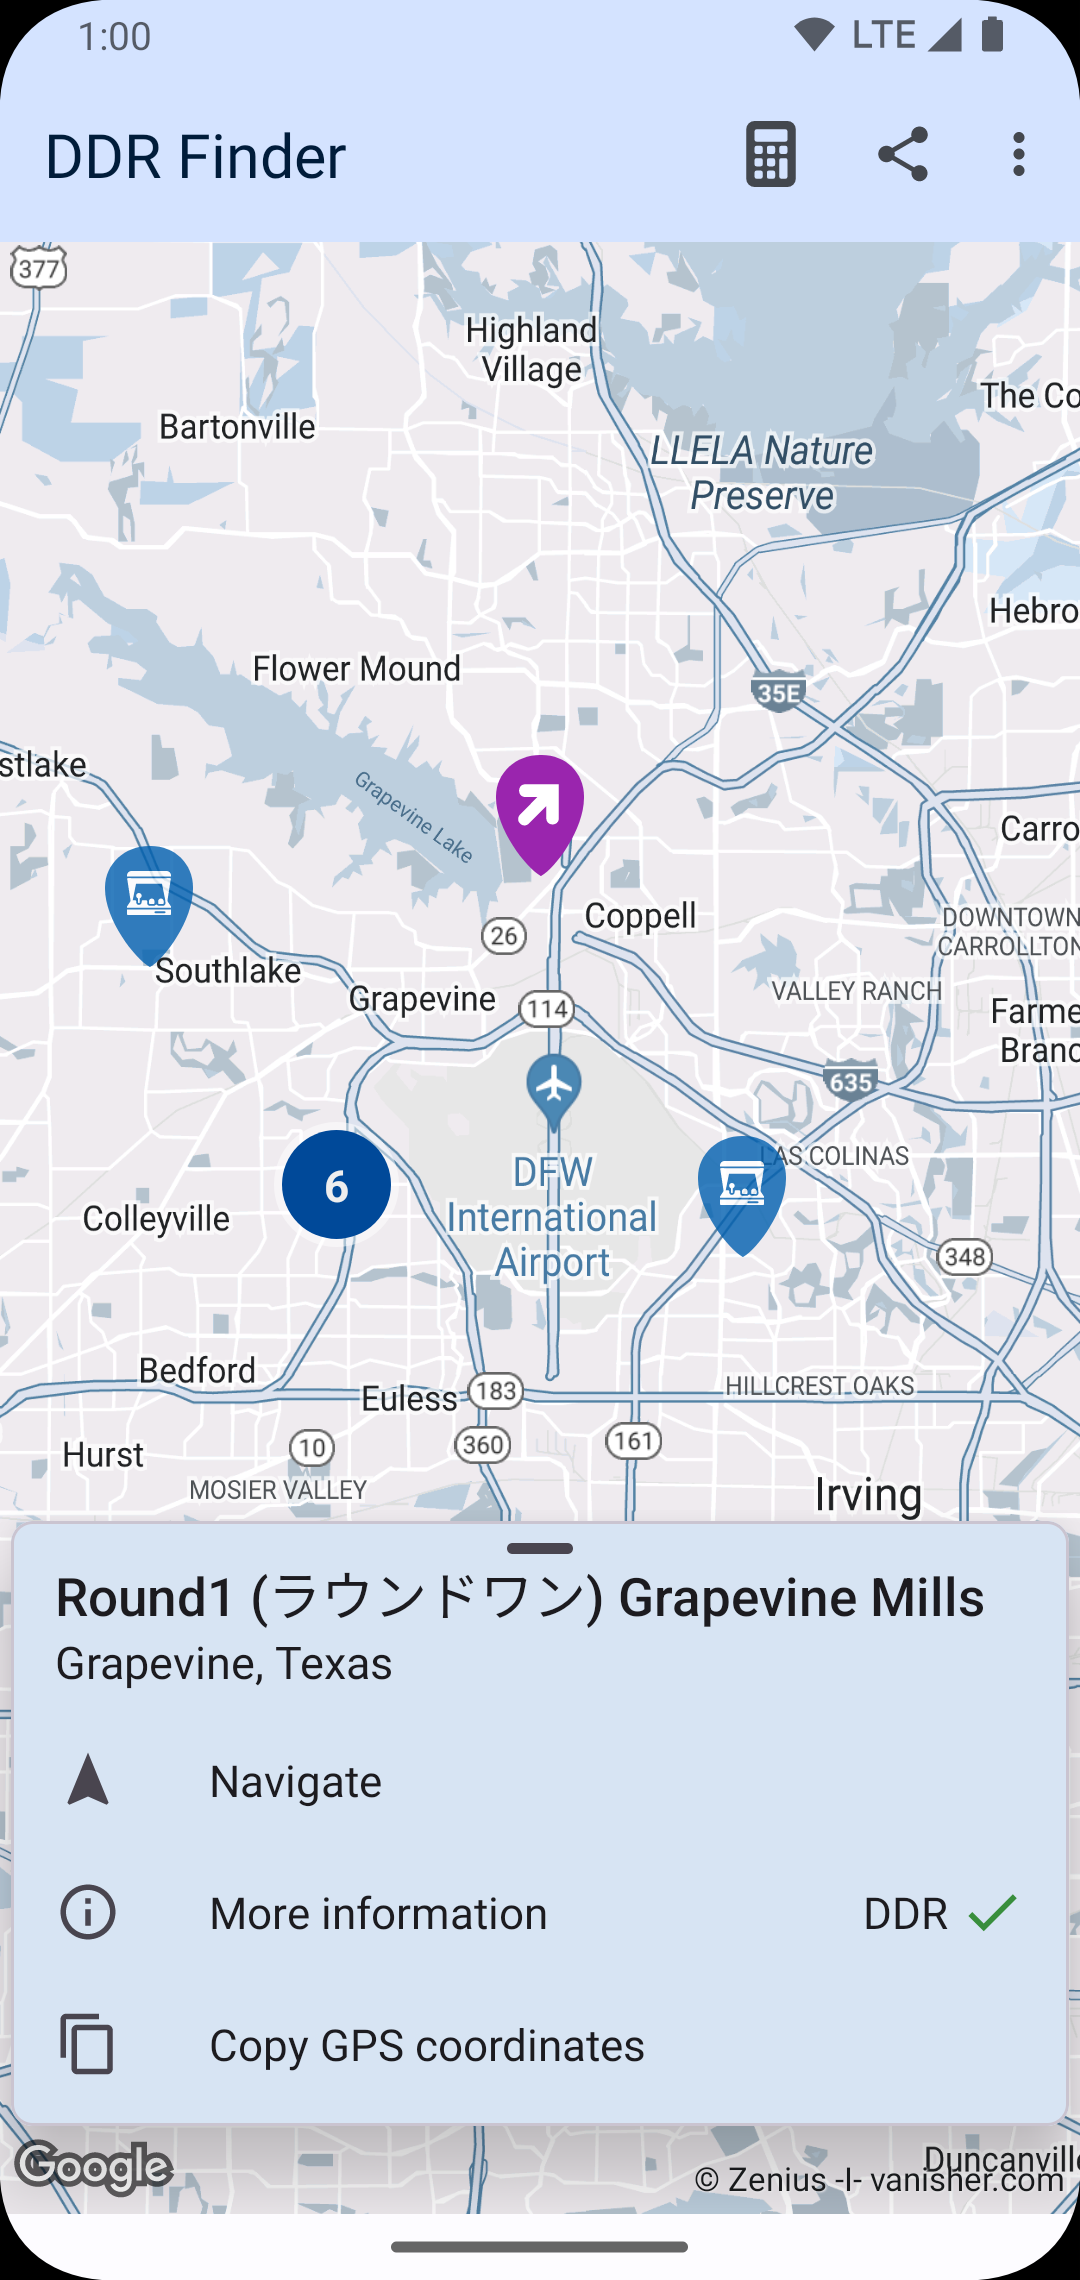 1:00
LTE
DDR Finder
377
Highland
Village
The Co
Bartonville
LLELA Nature
Preserve
Hebro
Flower Mound
35E
stlake
Grapevine Lake
Carro
Coppell
DOWNTOWN
CARROLLTON
26
Southlake
VALLEY RANCH
Grapevine
114
Farme
Branc
635
LAS COLINAS
DFW
International
Airport
6
Colleyville
348
Bedford
HILLCREST OAKS
Euless
183
Hurst
10
360
161
MOSIER VALLEY
Irving
Round1 (ラウンドワン) Grapevine Mills
Grapevine, Texas
Navigate
More information
DDR
Copy GPS coordinates
Google
Duncanville
© Zenius -I- vanisher.com